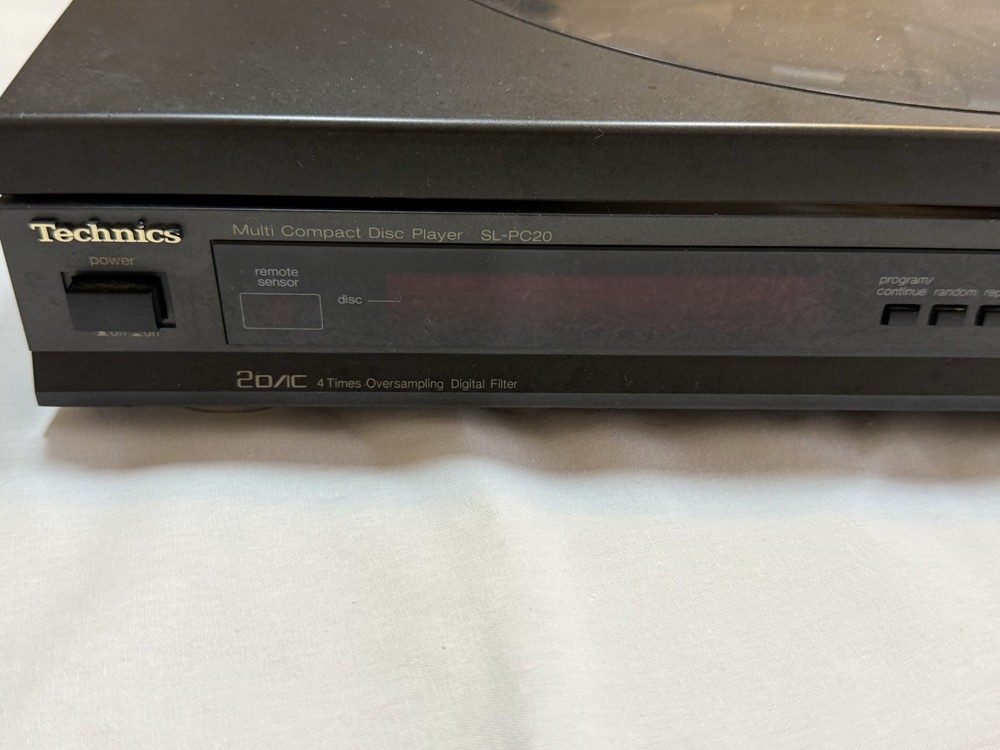 Technics
Multi Compact Disc Player SL-PC20
power
remote
sensor
disc
program/
continue random rep
2DAC 4 Times Oversampling Digital Filter